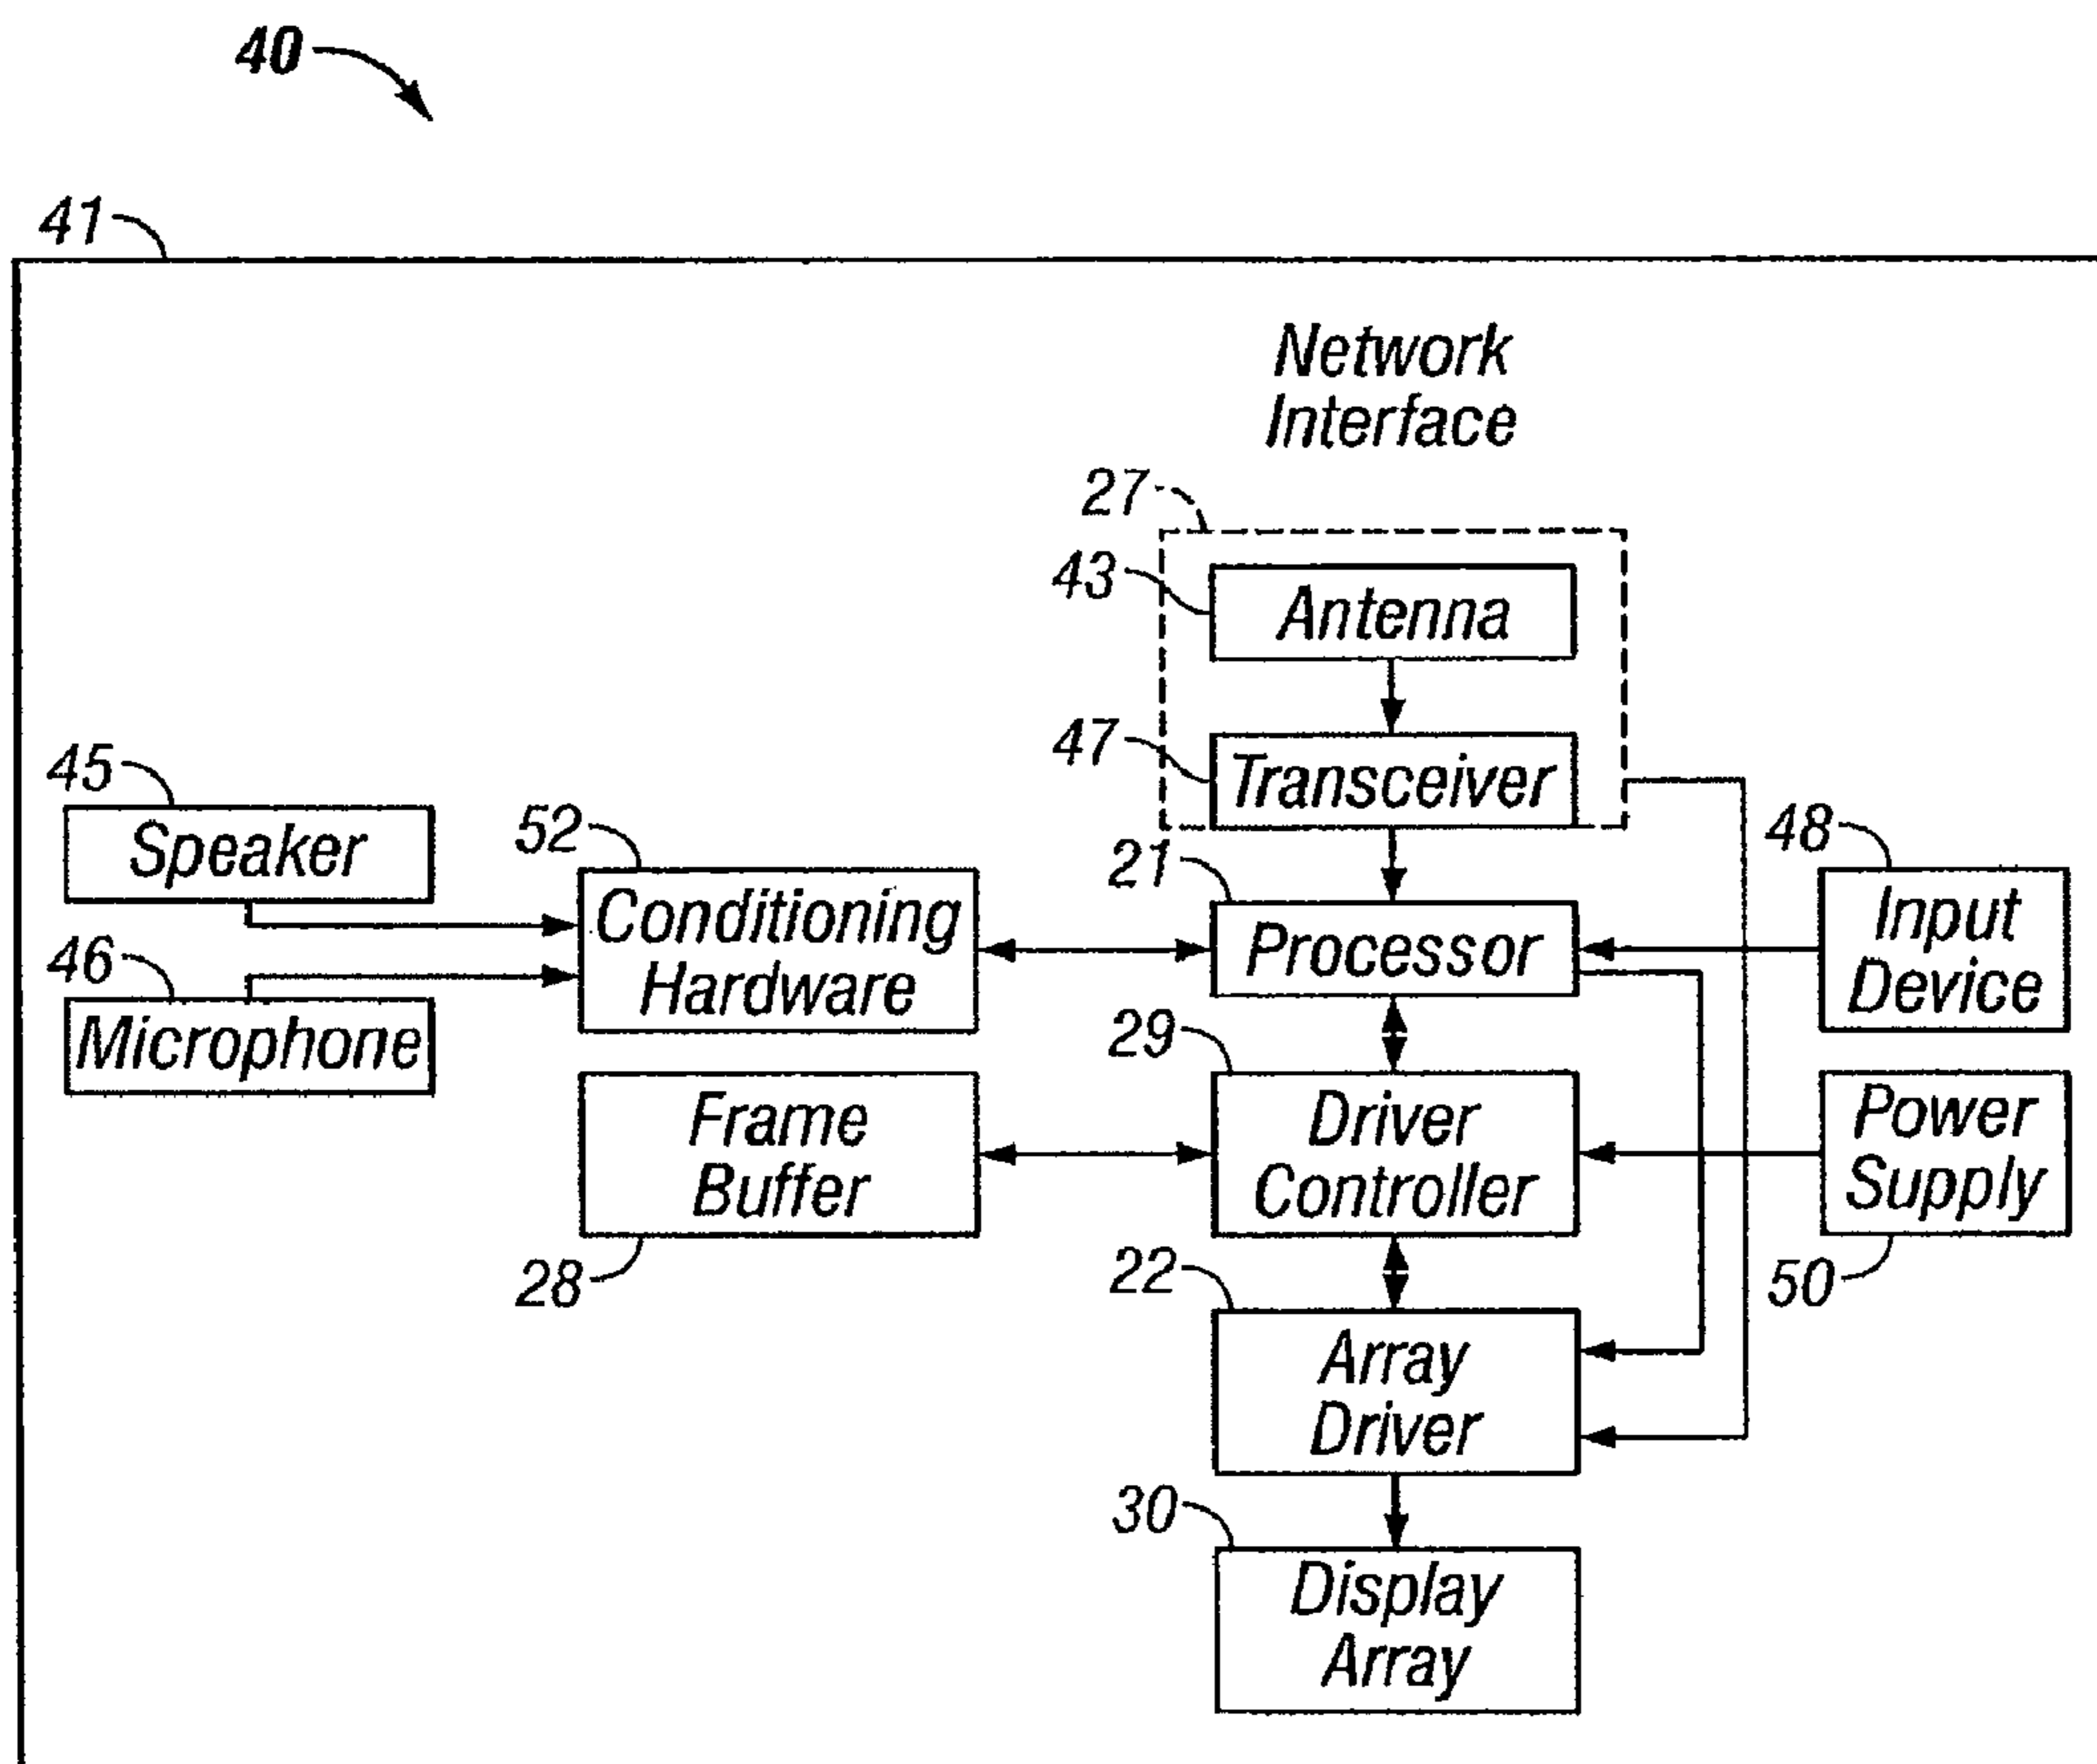 40
41
Network
Interface
27
43
Antenna
47
Transceiver
45
Speaker
52
Conditioning
Hardware
21
Processor
48
Input
Device
46
Microphone
29
Driver
Controller
Frame
Buffer
28
Power
Supply
50
22
Array
Driver
30
Display
Array